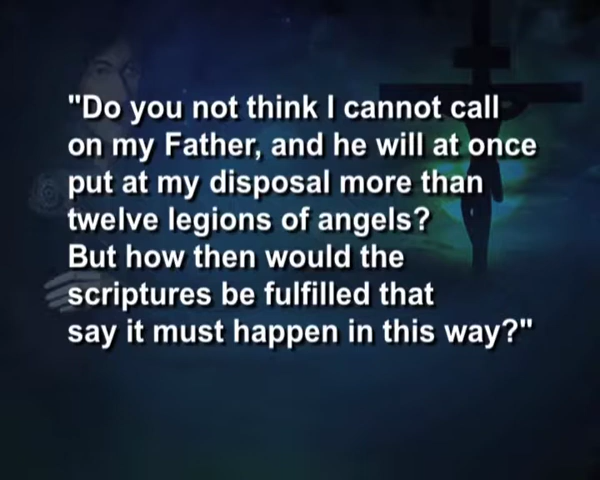 "Do you not think I cannot call
on my Father, and he will at once
put at my disposal more than
twelve legions of angels?
But how then would the
scriptures be fulfilled that
say it must happen in this way?"